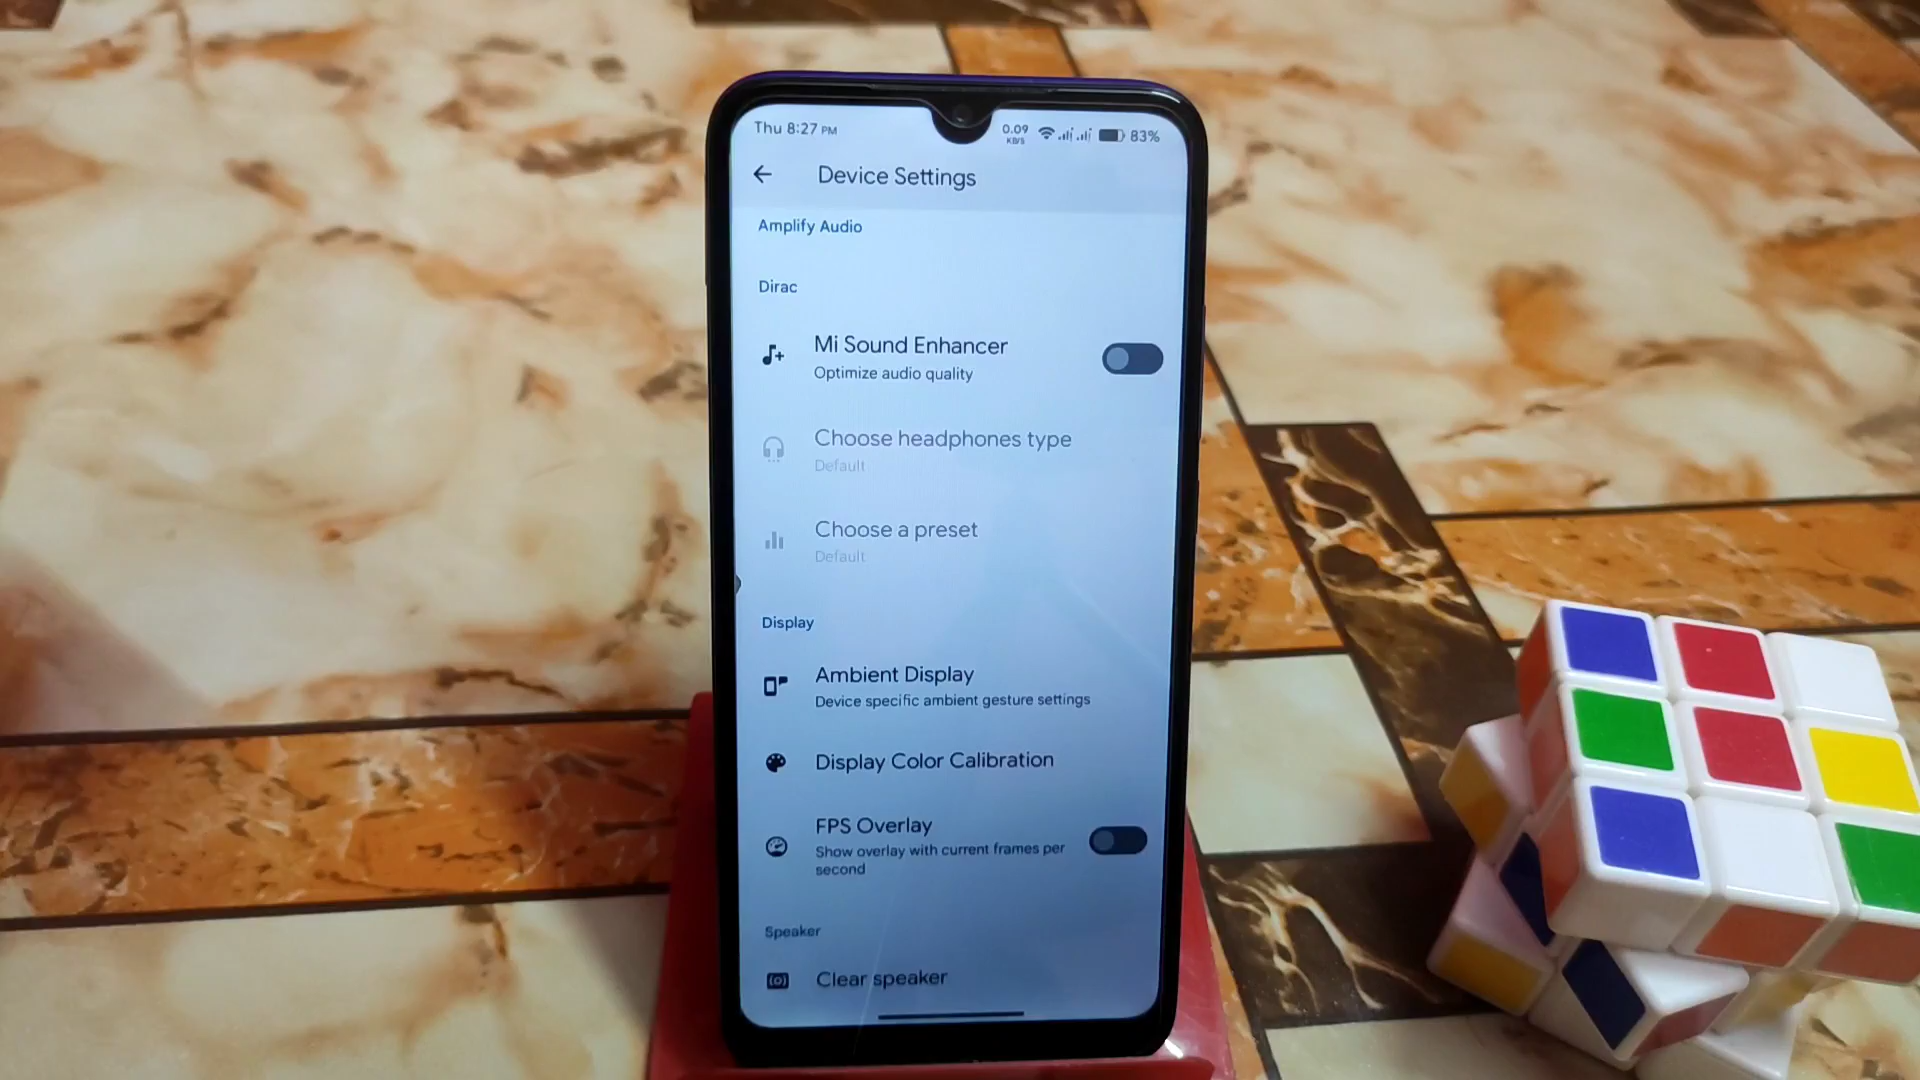 Thu 8:27 PM
0.09
KB/S
83%
Device Settings
Amplify Audio
Dirac
Mi Sound Enhancer
Optimize audio quality
Choose headphones type
Default
Choose a preset
Default
Display
Ambient Display
Device specific ambient gesture settings
Display Color Calibration
FPS Overlay
Show overlay with current frames per
second
Speaker
Clear speaker